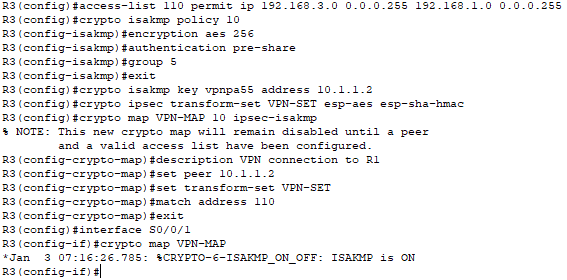 R3(config)#access-list 110 permit ip 192.168.3.0 0.0.0.255 192.168.1.0 0.0.0.255
R3(config)#crypto isakmp policy 10
R3(config-isakmp)#encryption aes 256
R3(config-isakmp)#authentication pre-share
R3(config-isakmp)#group 5
R3(config-isakmp)#exit
R3(config)#crypto isakmp key vpnpa55 address 10.1.1.2
R3(config)#crypto ipsec transform-set VPN-SET esp-aes esp-sha-hmac
R3(config)#crypto map VPN-MAP 10 ipsec-isakmp
% NOTE: This new crypto map will remain disabled until a peer
and a valid access list have been configured.
R3(config-crypto-map)#description VPN connection to R1
R3(config-crypto-map)#set peer 10.1.1.2
R3(config-crypto-map)#set transform-set VPN-SET
R3(config-crypto-map)#match address 110
R3(config-crypto-map)#exit
R3(config)#interface S0/0/1
R3(config-if)#crypto map VPN-MAP
*Jan  3 07:16:26.785: %CRYPTO-6-ISAKMP_ON_OFF: ISAKMP is ON
R3(config-if)#